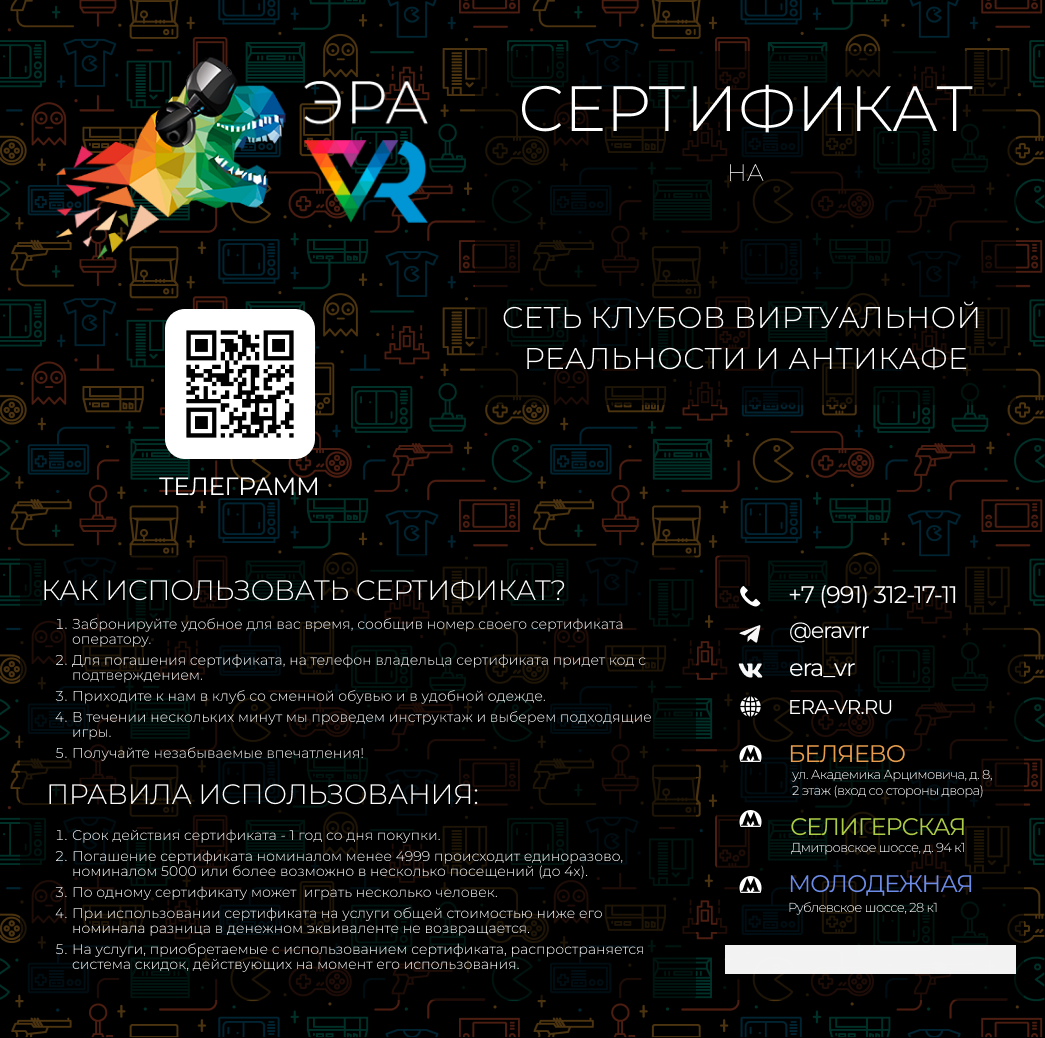 ЭРА
VR
СЕРТИФИКАТ
НА
СЕТЬ КЛУБОВ ВИРТУАЛЬНОЙ
РЕАЛЬНОСТИ И АНТИКАФЕ
ТЕЛЕГРАММ
КАК ИСПОЛЬЗОВАТЬ СЕРТИФИКАТ?
1. Забронируйте удобное для вас время, сообщив номер своего сертификата
оператору.
2. Для погашения сертификата, на телефон владельца сертификата придет код с
подтверждением.
3. Приходите к нам в клуб со сменной обувью и в удобной одежде.
4. В течении нескольких минут мы проведем инструктаж и выберем подходящие
игры.
5. Получайте незабываемые впечатления!
ПРАВИЛА ИСПОЛЬЗОВАНИЯ:
1. Срок действия сертификата - 1 год со дня покупки.
2. Погашение сертификата номиналом менее 4999 происходит единоразово,
номиналом 5000 или более возможно в несколько посещений (до 4х).
3. По одному сертификату может играть несколько человек.
4. При использовании сертификата на услуги общей стоимостью ниже его
номинала разница в денежном эквиваленте не возвращается.
5. На услуги, приобретаемые с использованием сертификата, распространяется
система скидок, действующих на момент его использования.
+7 (991) 312-17-11
@eravrr
era_vr
ERA-VR.RU
БЕЛЯЕВО
ул. Академика Арцимовича, д. 8,
2 этаж (вход со стороны двора)
СЕЛИГЕРСКАЯ
Дмитровское шоссе, д. 94 к1
МОЛОДЕЖНАЯ
Рублевское шоссе, 28 к1